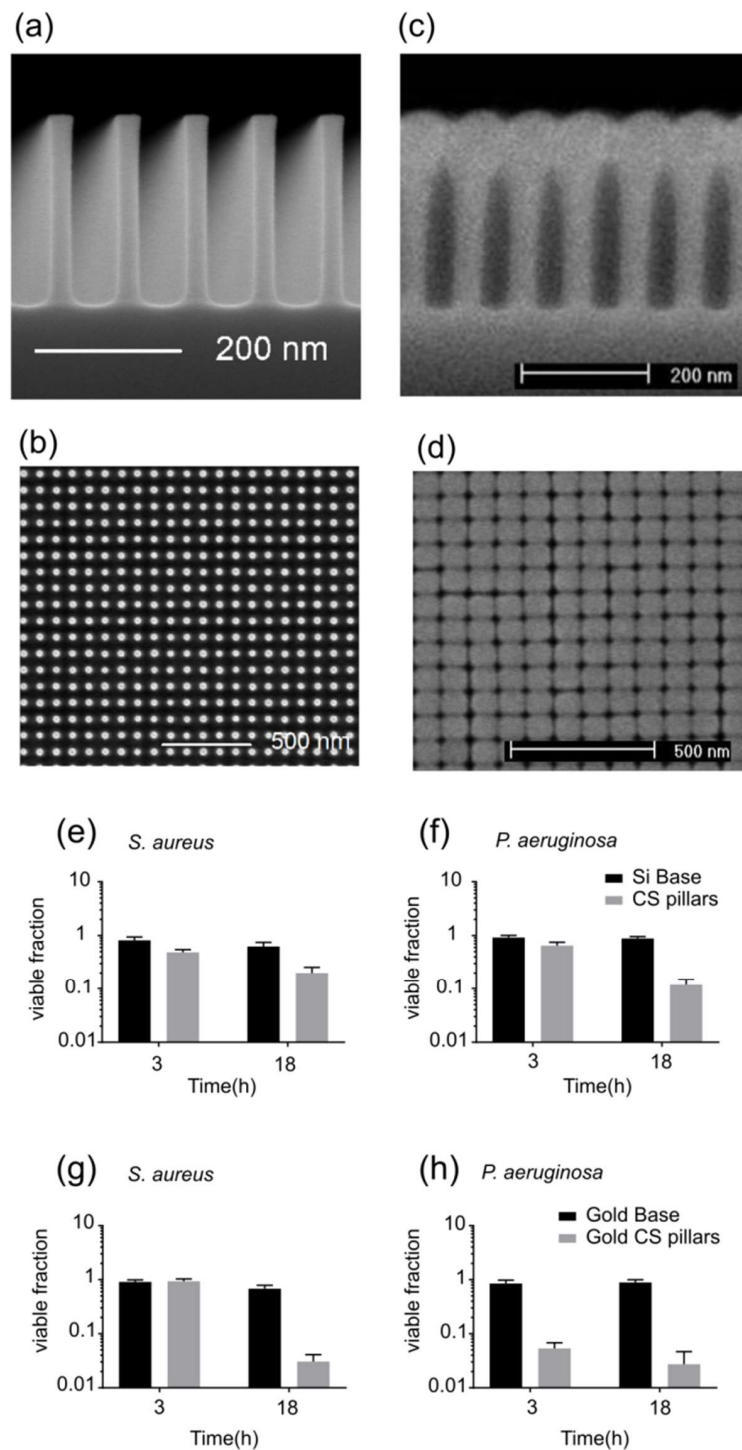 (a)
(c)
200 nm
200 nm
(b)
(d)
500 nm
500 nm
(e)
S. aureus
(f)
P. aeruginosa
Si Base
CS pillars
viable fraction
10
1
0.1
0.01
3
18
Time(h)
viable fraction
10
1
0.1
0.01
3
18
Time(h)
(g)
S. aureus
(h)
P. aeruginosa
Gold Base
Gold CS pillars
viable fraction
10
1
0.1
0.01
3
18
Time(h)
viable fraction
10
1
0.1
0.01
3
18
Time(h)